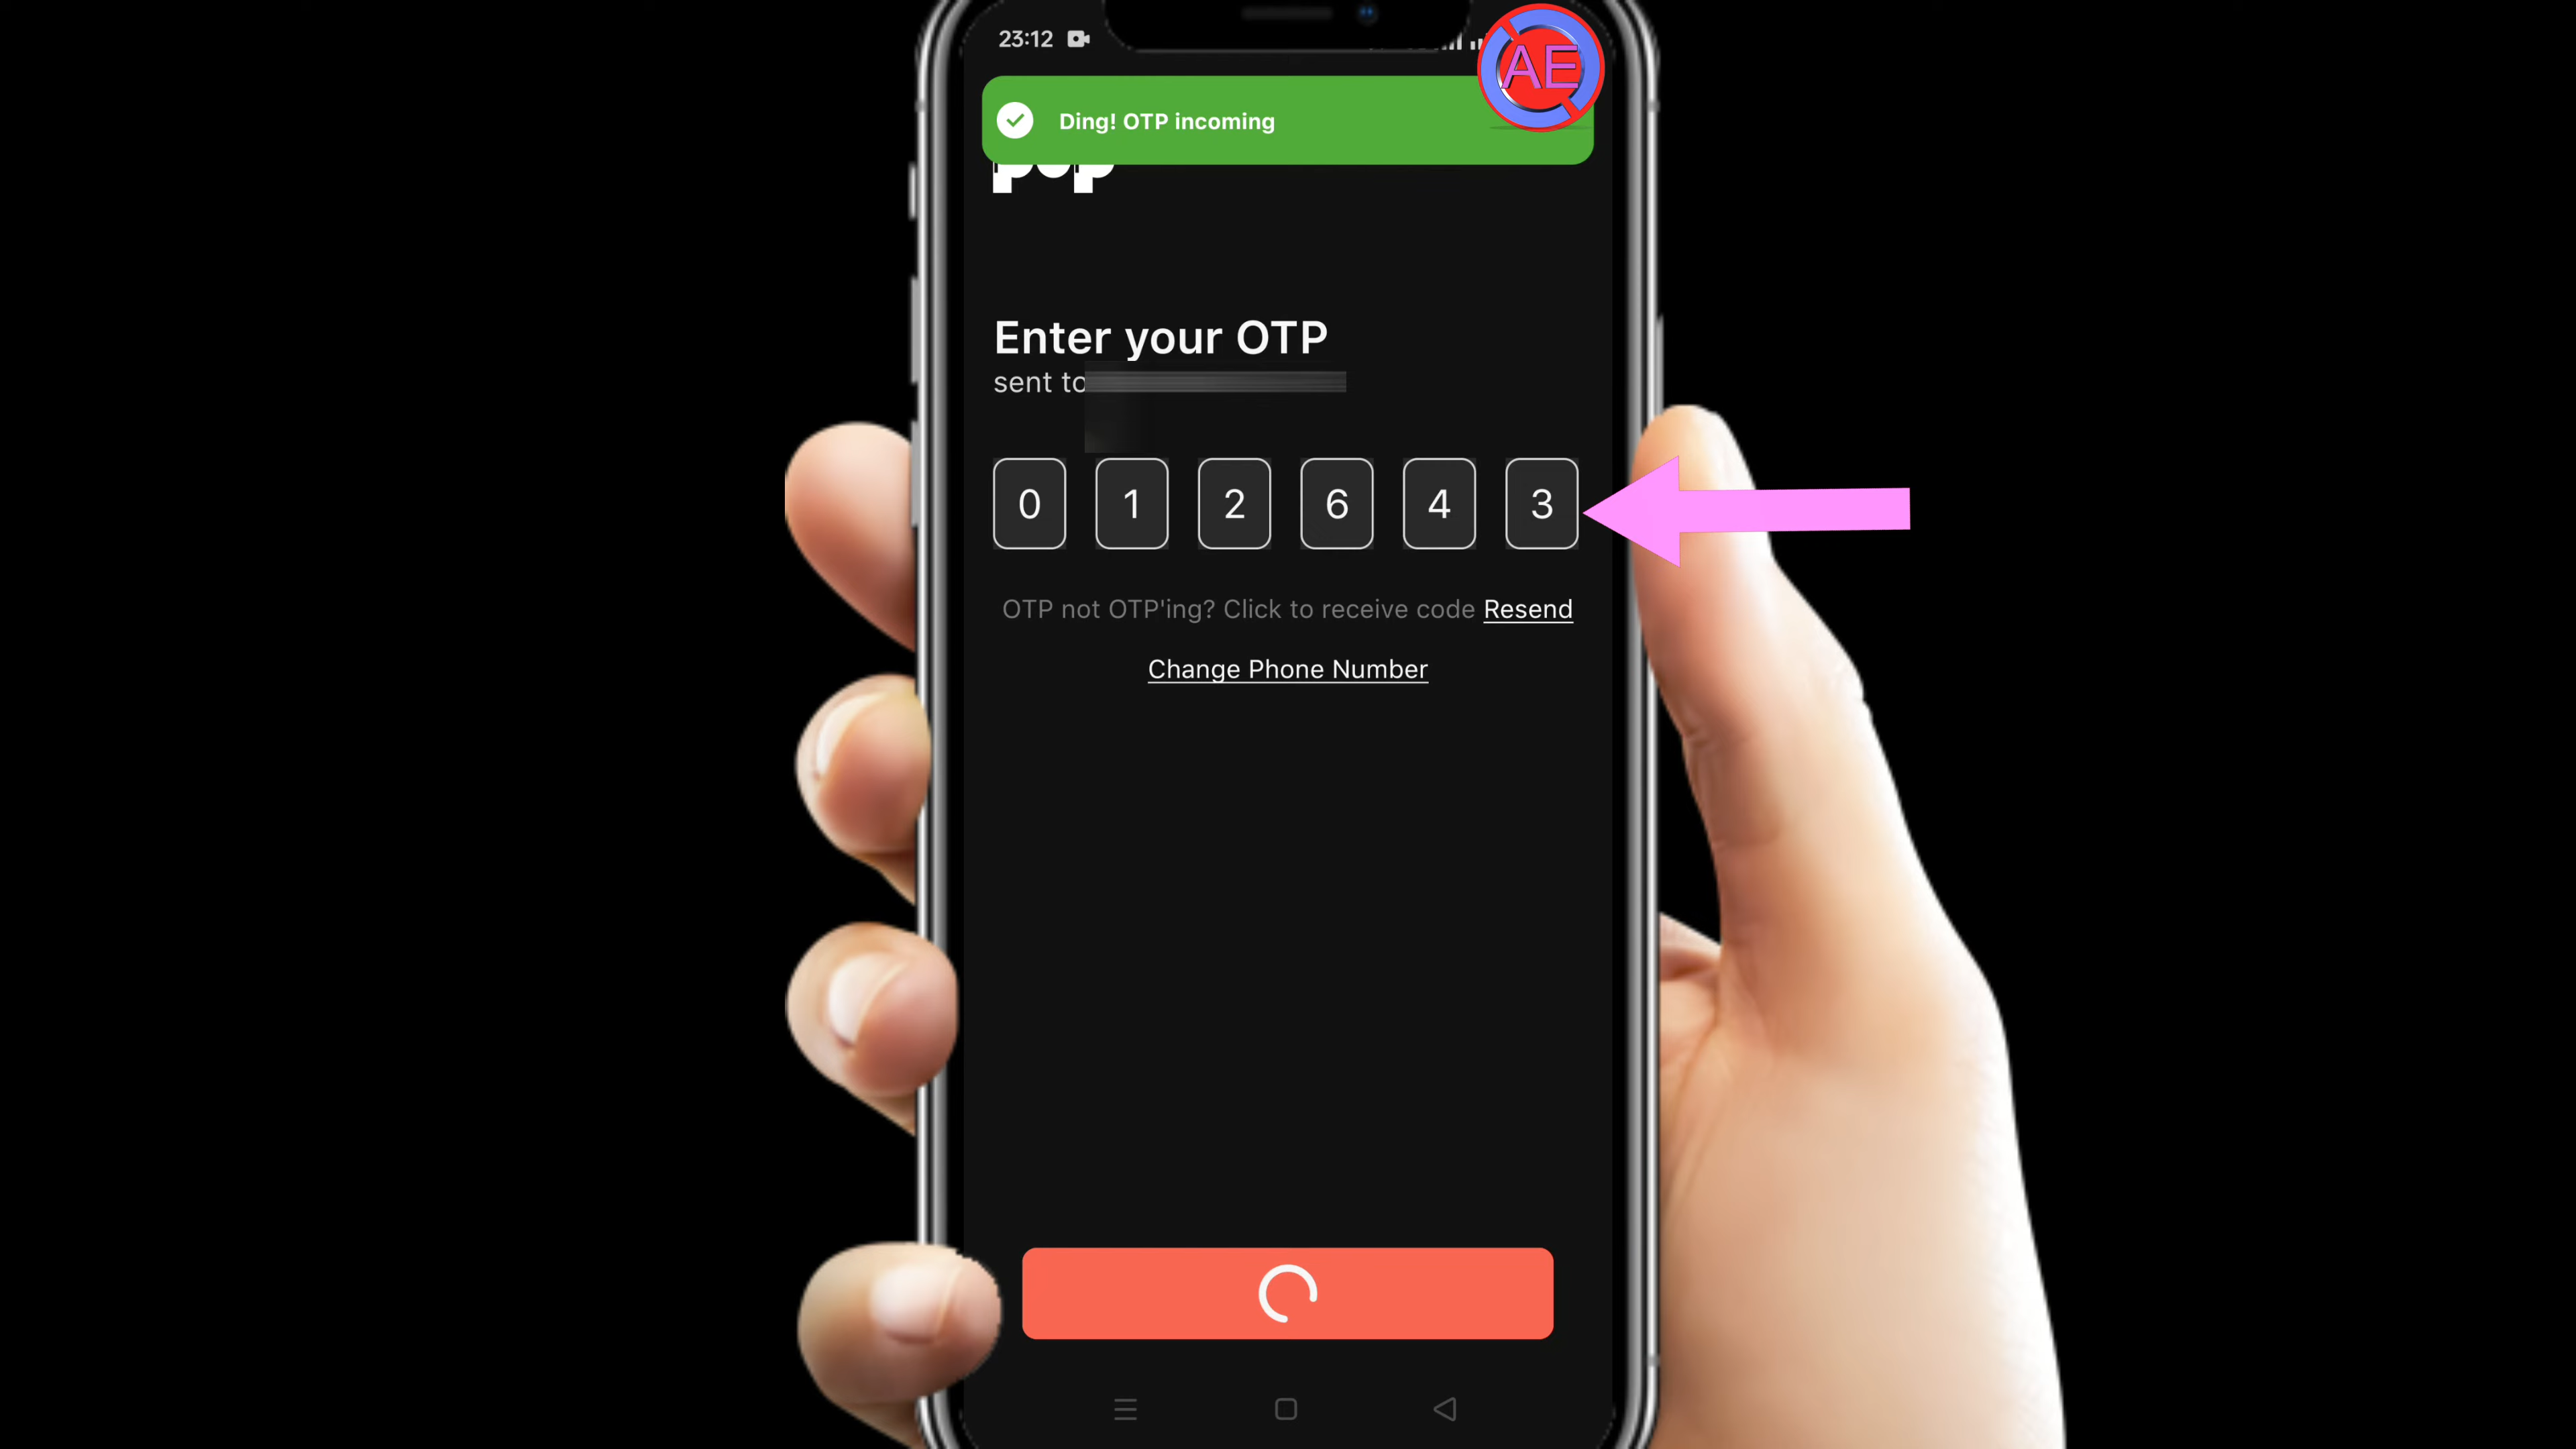 23:12
AE
Ding! OTP incoming
pop
Enter your OTP
sent to
0 1 2 6 4 3
OTP not OTP'ing? Click to receive code Resend
Change Phone Number